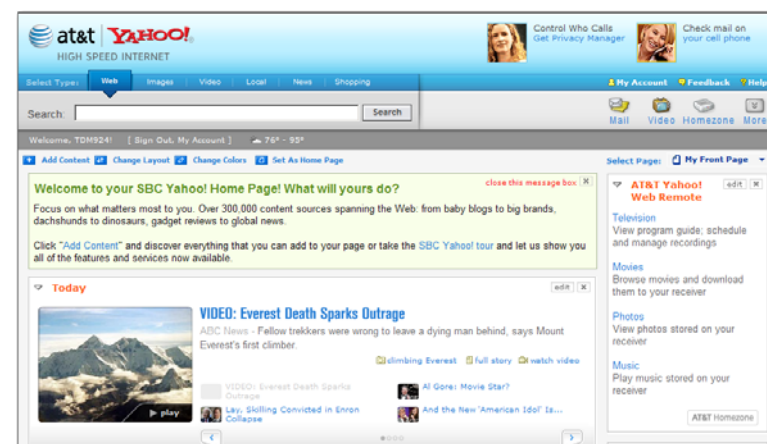 at&t YAHOO!
HIGH SPEED INTERNET
Control Who Calls
Get Privacy Manager
Check mail on
your cell phone
Select Type: Web Images Video Local News Shopping
My Account Feedback Help
Search: Search
Mail Video Homezone More
Welcome, TDM924! [ Sign Out, My Account ] 76° - 95°
Add Content Change Layout Change Colors Set As Home Page
Select Page: My Front Page
Welcome to your SBC Yahoo! Home Page! What will yours do?
close this message box
Focus on what matters most to you. Over 300,000 content sources spanning the Web: from baby blogs to big brands,
dachshunds to dinosaurs, gadget reviews to global news.
Click "Add Content" and discover everything that you can add to your page or take the SBC Yahoo! tour and let us show you
all of the features and services now available.
Today
edit
VIDEO: Everest Death Sparks Outrage
ABC News - Fellow trekkers were wrong to leave a dying man behind, says Mount
Everest's first climber.
climbing Everest full story watch video
play
VIDEO: Everest Death Sparks
Outrage
Al Gore: Movie Star?
Lay, Skilling Convicted in Enron
Collapse
And the New 'American Idol' Is...
AT&T Yahoo!
Web Remote
edit
Television
View program guide; schedule
and manage recordings
Movies
Browse movies and download
them to your receiver
Photos
View photos stored on your
receiver
Music
Play music stored on your
receiver
AT&T Homezone